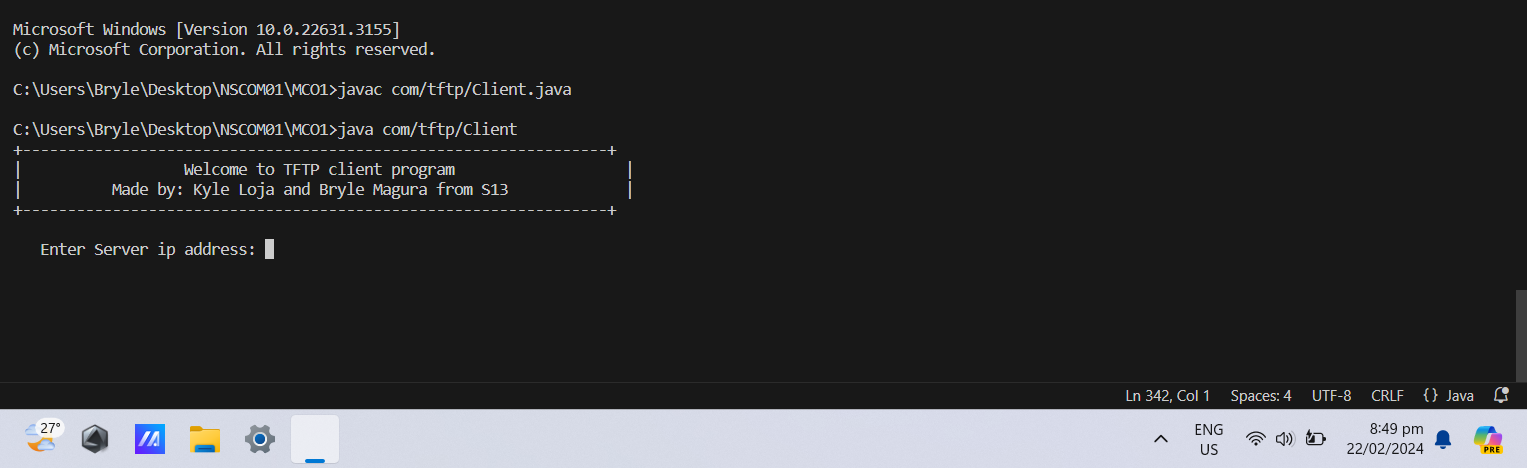 Microsoft Windows [Version 10.0.22631.3155]
(c) Microsoft Corporation. All rights reserved.
C:\Users\Bryle\Desktop\NSCOM01\MCO1>javac com/tftp/Client.java
C:\Users\Bryle\Desktop\NSCOM01\MCO1>java com/tftp/Client
+-----------------------------------------------------------------+
|                  Welcome to TFTP client program                   |
|          Made by: Kyle Loja and Bryle Magura from S13             |
+-----------------------------------------------------------------+
   Enter Server ip address:
Ln 342, Col 1 Spaces: 4 UTF-8 CRLF {} Java
27°
ENG
US
8:49 pm
22/02/2024
PRE